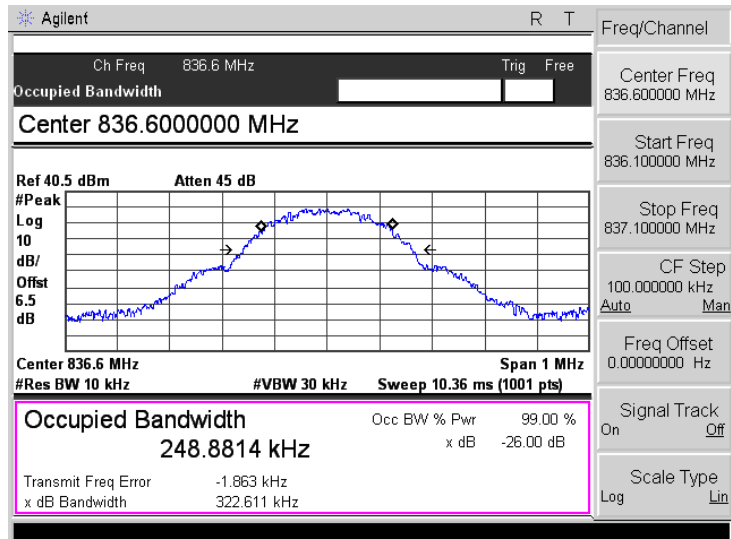 Agilent R T
Ch Freq 836.6 MHz Trig Free
Occupied Bandwidth
Center 836.6000000 MHz
Ref 40.5 dBm Atten 45 dB
#Peak
Log
10
dB/
Offst
6.5
dB
Center 836.6 MHz Span 1 MHz
#Res BW 10 kHz #VBW 30 kHz Sweep 10.36 ms (1001 pts)
Occupied Bandwidth Occ BW % Pwr 99.00 %
248.8814 kHz x dB -26.00 dB
Transmit Freq Error -1.863 kHz
x dB Bandwidth 322.611 kHz
Freq/Channel
Center Freq
836.600000 MHz
Start Freq
836.100000 MHz
Stop Freq
837.100000 MHz
CF Step
100.000000 kHz
Auto Man
Freq Offset
0.00000000 Hz
Signal Track
On Off
Scale Type
Log Lin